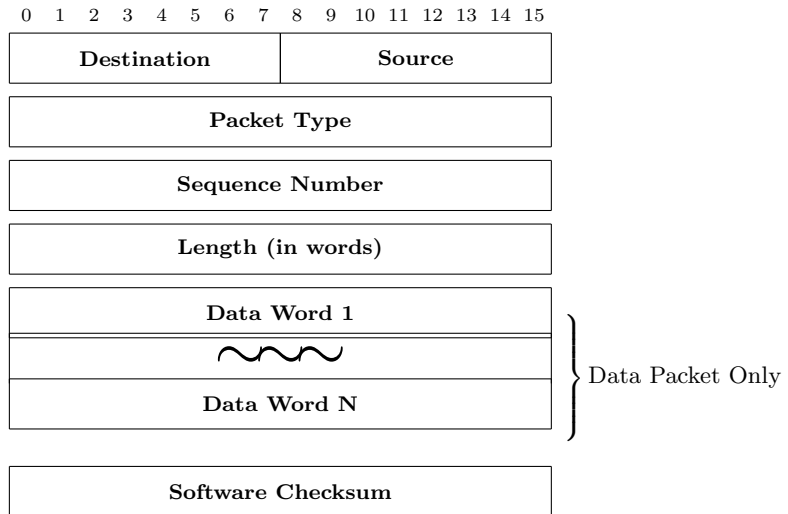 0 1 2 3 4 5 6 7 8 9 10 11 12 13 14 15
Destination Source
Packet Type
Sequence Number
Length (in words)
Data Word 1
Data Packet Only
Data Word N
Software Checksum